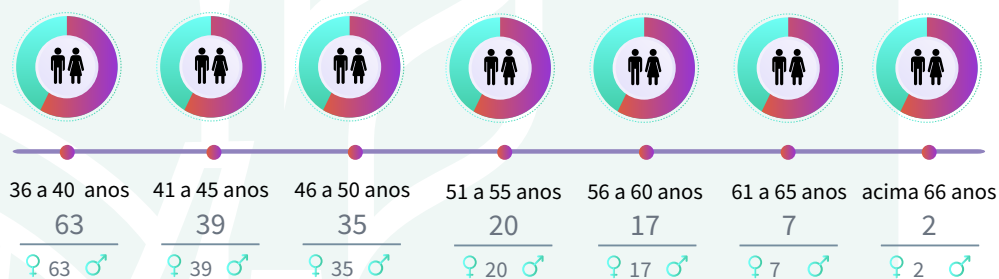 36 a 40 anos 41 a 45 anos 46 a 50 anos 51 a 55 anos 56 a 60 anos 61 a 65 anos acima 66 anos
63 39 35 20 17 7 2
♀ 63 ♂ ♀ 39 ♂ ♀ 35 ♂ ♀ 20 ♂ ♀ 17 ♂ ♀ 7 ♂ ♀ 2 ♂